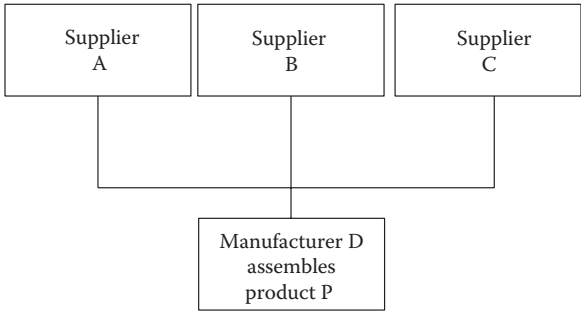 Supplier
A
Supplier
B
Supplier
C
Manufacturer D
assembles
product P